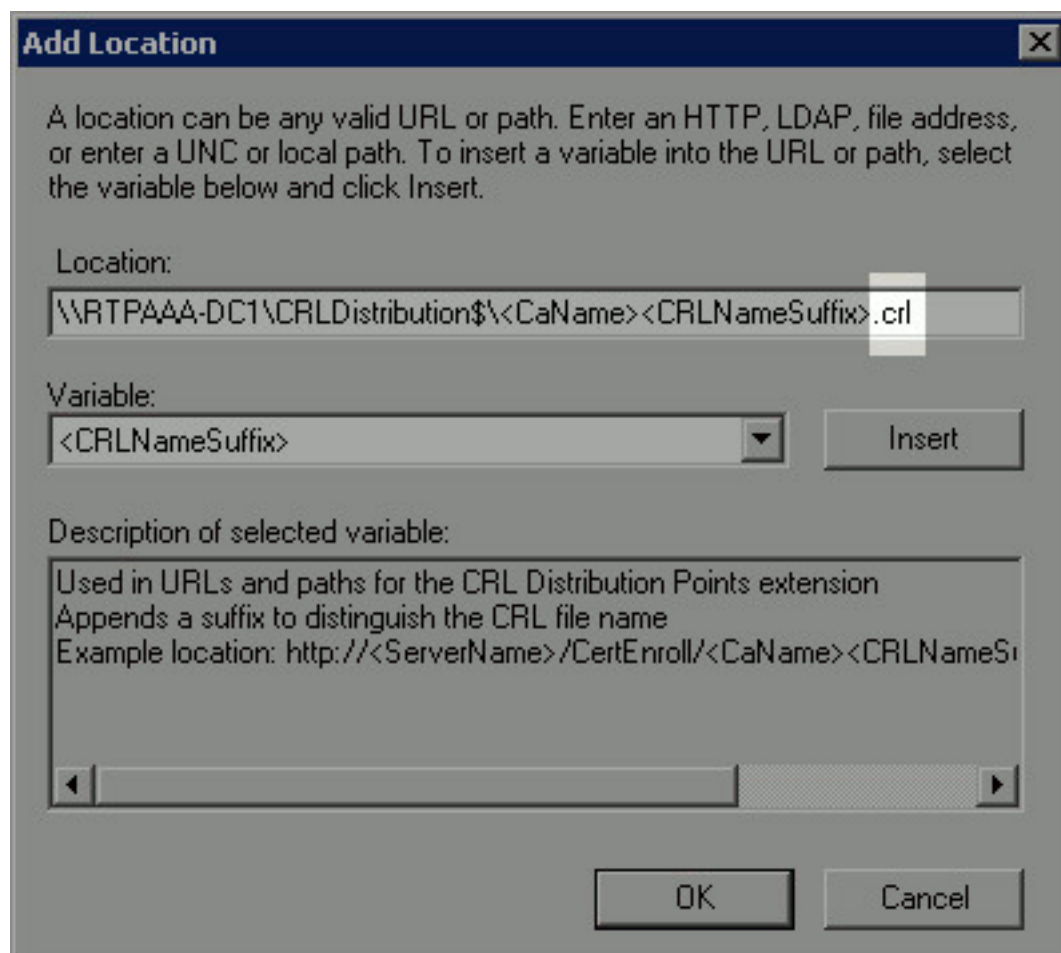 Add Location
A location can be any valid URL or path. Enter an HTTP, LDAP, file address,
or enter a UNC or local path. To insert a variable into the URL or path, select
the variable below and click Insert.
Location:
\\RTPAAA-DC1\CRLDistribution$\<CaName><CRLNameSuffix>.crl
Variable:
<CRLNameSuffix>
Insert
Description of selected variable:
Used in URLs and paths for the CRL Distribution Points extension
Appends a suffix to distinguish the CRL file name
Example location: http://<ServerName>/CertEnroll/<CaName><CRLNameSu
OK
Cancel